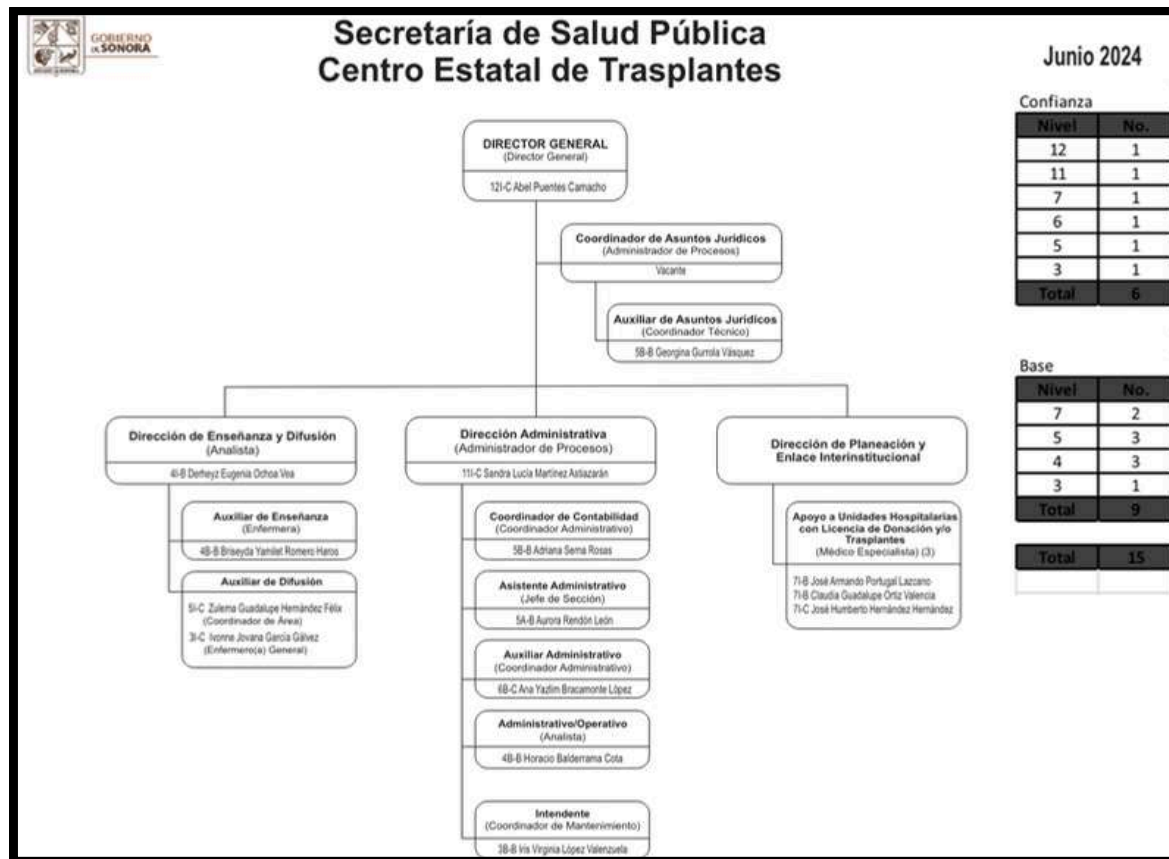 GOBIERNO
DE SONORA
Secretaría de Salud Pública
Centro Estatal de Trasplantes
Junio 2024
DIRECTOR GENERAL
(Director General)
12I-C Abel Puentes Camacho
Coordinador de Asuntos Jurídicos
(Administrador de Procesos)
Vacante
Auxiliar de Asuntos Jurídicos
(Coordinador Técnico)
5B-B Georgina Gurrola Vásquez
Dirección de Enseñanza y Difusión
(Analista)
4I-B Derheyz Eugenia Ochoa Vea
Auxiliar de Enseñanza
(Enfermera)
4B-B Briseyda Yamilet Romero Haros
Auxiliar de Difusión
5I-C Zulema Guadalupe Hernández Félix
(Coordinador de Área)
3I-C Ivonne Jovana García Gálvez
(Enfermero(a) General)
Dirección Administrativa
(Administrador de Procesos)
11I-C Sandra Lucía Martínez Astiazarán
Coordinador de Contabilidad
(Coordinador Administrativo)
5B-B Adriana Serna Rosas
Asistente Administrativo
(Jefe de Sección)
5A-B Aurora Rendón León
Auxiliar Administrativo
(Coordinador Administrativo)
6B-C Ana Yazlim Bracamonte López
Administrativo/Operativo
(Analista)
4B-B Horacio Balderrama Cota
Intendente
(Coordinador de Mantenimiento)
3B-B Iris Virginia López Valenzuela
Dirección de Planeación y
Enlace Interinstitucional
Apoyo a Unidades Hospitalarias
con Licencia de Donación y/o
Trasplantes
(Médico Especialista) (3)
7I-B José Armando Portugal Lazcano
7I-B Claudia Guadalupe Ortiz Valencia
7I-C José Humberto Hernández Hernández
Confianza
Nivel No.
12 1
11 1
7 1
6 1
5 1
3 1
Total 6
Base
Nivel No.
7 2
5 3
4 3
3 1
Total 9
Total 15